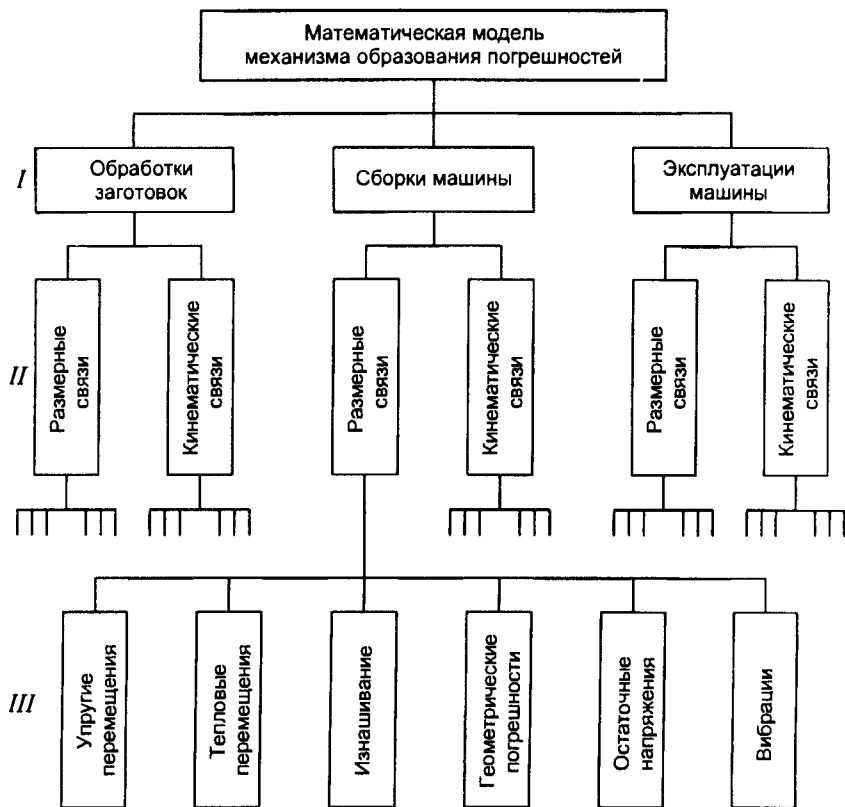 Математическая модель
механизма образования погрешностей
I
Обработки
заготовок
Сборки машины
Эксплуатации
машины
II
Размерные
связи
Кинематические
связи
Размерные
связи
Кинематические
связи
Размерные
связи
Кинематические
связи
III
Упругие
перемещения
Тепловые
перемещения
Изнашивание
Геометрические
погрешности
Остаточные
напряжения
Вибрации